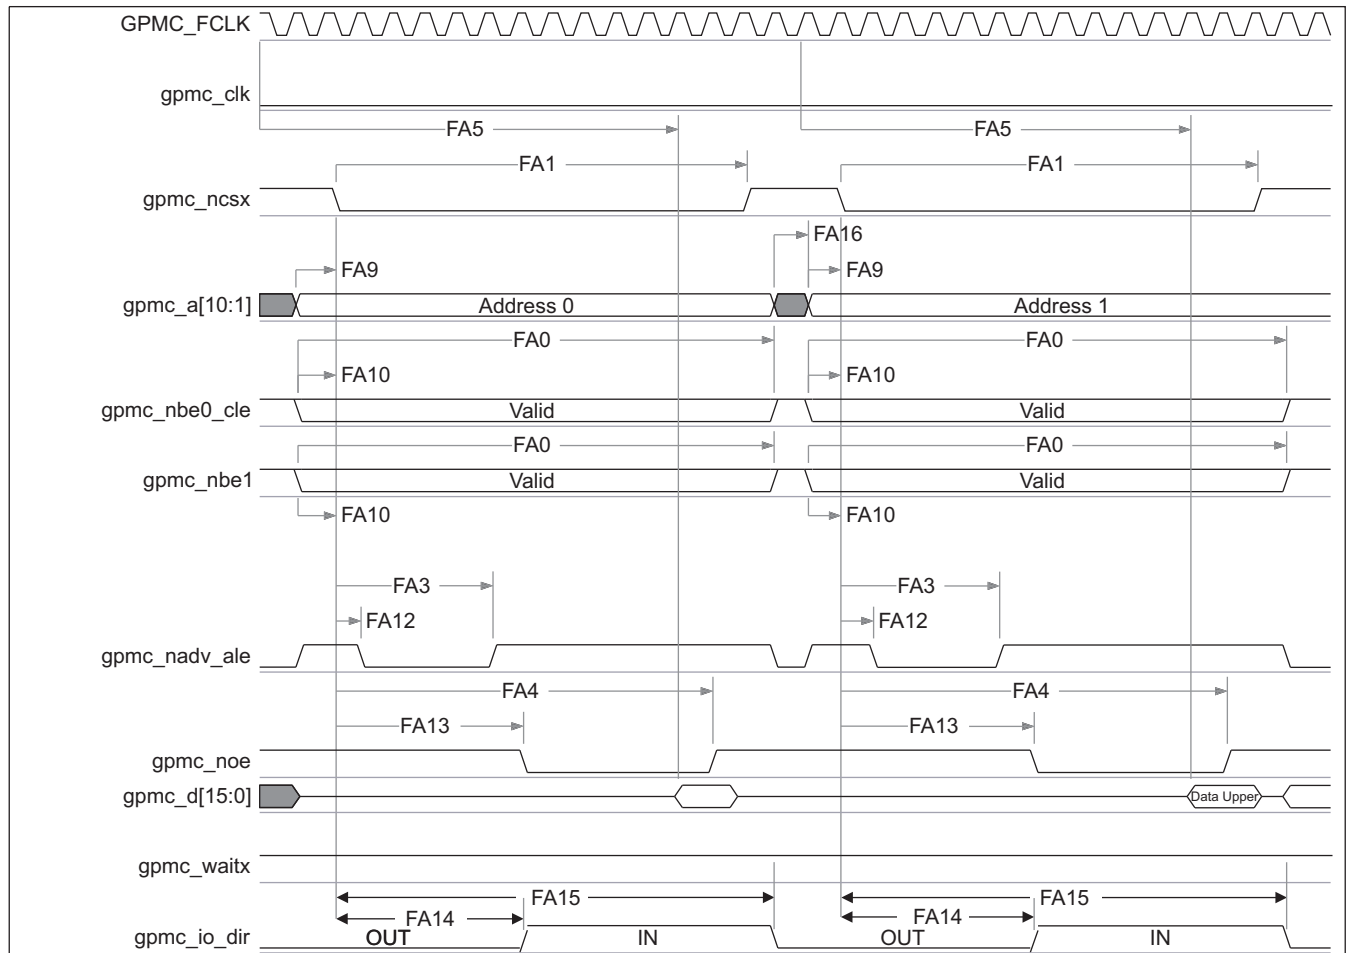 GPMC_FCLK
gpmc_clk
FA5 FA5
FA1 FA1
gpmc_ncsx
FA16
FA9 FA9
gpmc_a[10:1] Address 0 Address 1
FA0 FA0
FA10 FA10
gpmc_nbe0_cle Valid Valid
FA0 FA0
gpmc_nbe1 Valid Valid
FA10 FA10
FA3 FA3
FA12 FA12
gpmc_nadv_ale
FA4 FA4
FA13 FA13
gpmc_noe
gpmc_d[15:0] Data Upper
gpmc_waitx
FA15 FA15
FA14 FA14
gpmc_io_dir OUT IN OUT IN